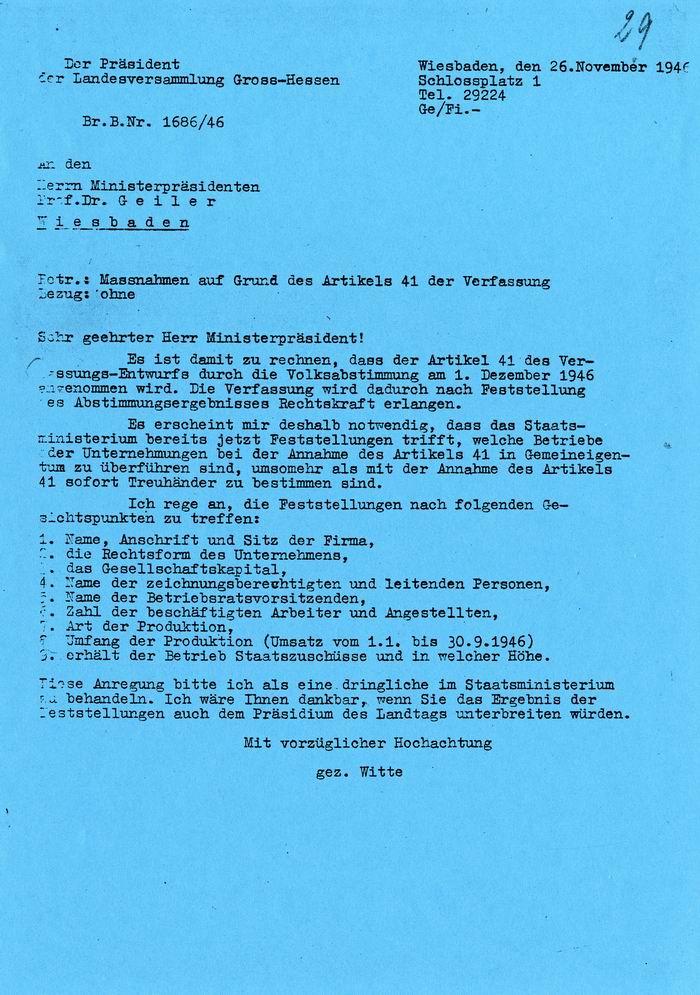 29
Der Präsident
der Landesversammlung Gross-Hessen
Wiesbaden, den 26.November 1946
Schlossplatz 1
Tel. 29224
Ge/Fi.-
Br.B.Nr. 1686/46
An den
Herrn Ministerpräsidenten
Prof.Dr. G e i l e r
W i e s b a d e n
Betr.: Massnahmen auf Grund des Artikels 41 der Verfassung
Bezug: ohne
Sehr geehrter Herr Ministerpräsident!
Es ist damit zu rechnen, dass der Artikel 41 des Ver-
fassungs-Entwurfs durch die Volksabstimmung am 1. Dezember 1946
angenommen wird. Die Verfassung wird dadurch nach Feststellung
des Abstimmungsergebnisses Rechtskraft erlangen.
Es erscheint mir deshalb notwendig, dass das Staats-
ministerium bereits jetzt Feststellungen trifft, welche Betriebe
oder Unternehmungen bei der Annahme des Artikels 41 in Gemeineigen-
tum zu überführen sind, umsomehr als mit der Annahme des Artikels
41 sofort Treuhänder zu bestimmen sind.
Ich rege an, die Feststellungen nach folgenden Ge-
sichtspunkten zu treffen:
1. Name, Anschrift und Sitz der Firma,
2. die Rechtsform des Unternehmens,
3. das Gesellschaftskapital,
4. Name der zeichnungsberechtigten und leitenden Personen,
5. Name der Betriebsratsvorsitzenden,
6. Zahl der beschäftigten Arbeiter und Angestellten,
7. Art der Produktion,
8. Umfang der Produktion (Umsatz vom 1.1. bis 30.9.1946)
9. erhält der Betrieb Staatszuschüsse und in welcher Höhe.
Diese Anregung bitte ich als eine dringliche im Staatsministerium
zu behandeln. Ich wäre Ihnen dankbar, wenn Sie das Ergebnis der
Feststellungen auch dem Präsidium des Landtags unterbreiten würden.
Mit vorzüglicher Hochachtung
gez. Witte